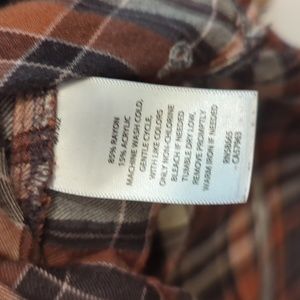 85% RAYON
15% ACRYLIC
MACHINE WASH COLD,
GENTLE CYCLE,
WITH LIKE COLORS
ONLY NON-CHLORINE
BLEACH IF NEEDED
TUMBLE DRY LOW,
REMOVE PROMPTLY
WARM IRON IF NEEDED